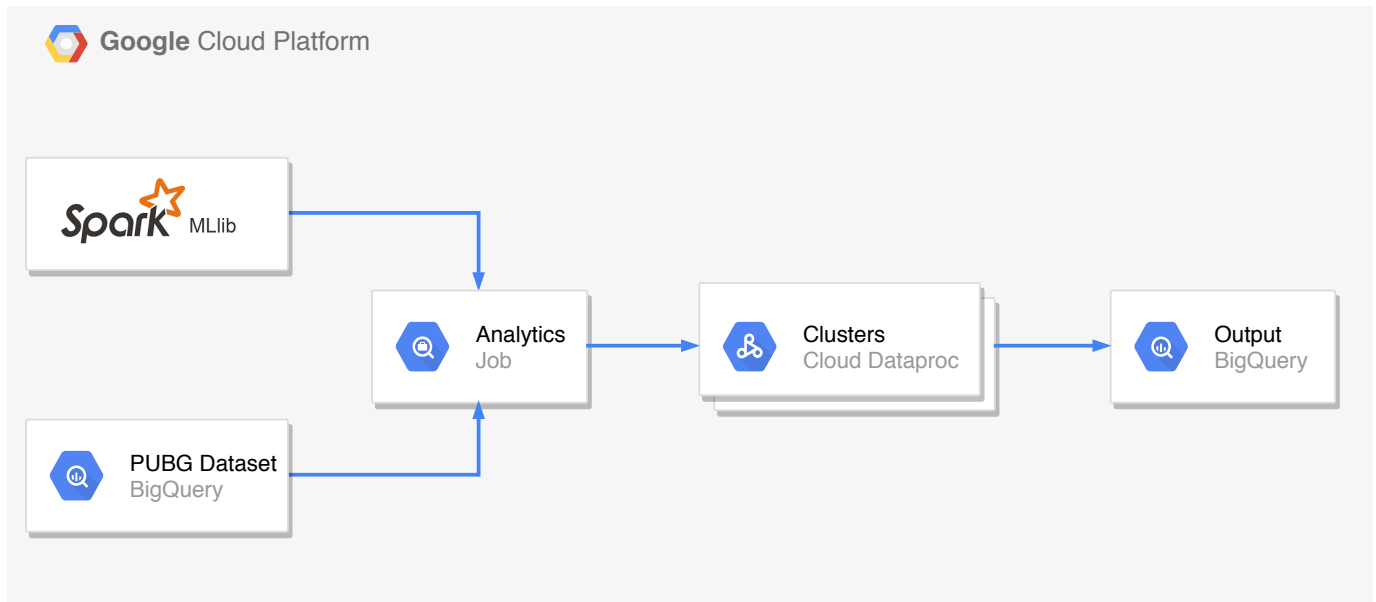 Google Cloud Platform
Spark MLlib
Analytics
Job
Clusters
Cloud Dataproc
Output
BigQuery
PUBG Dataset
BigQuery